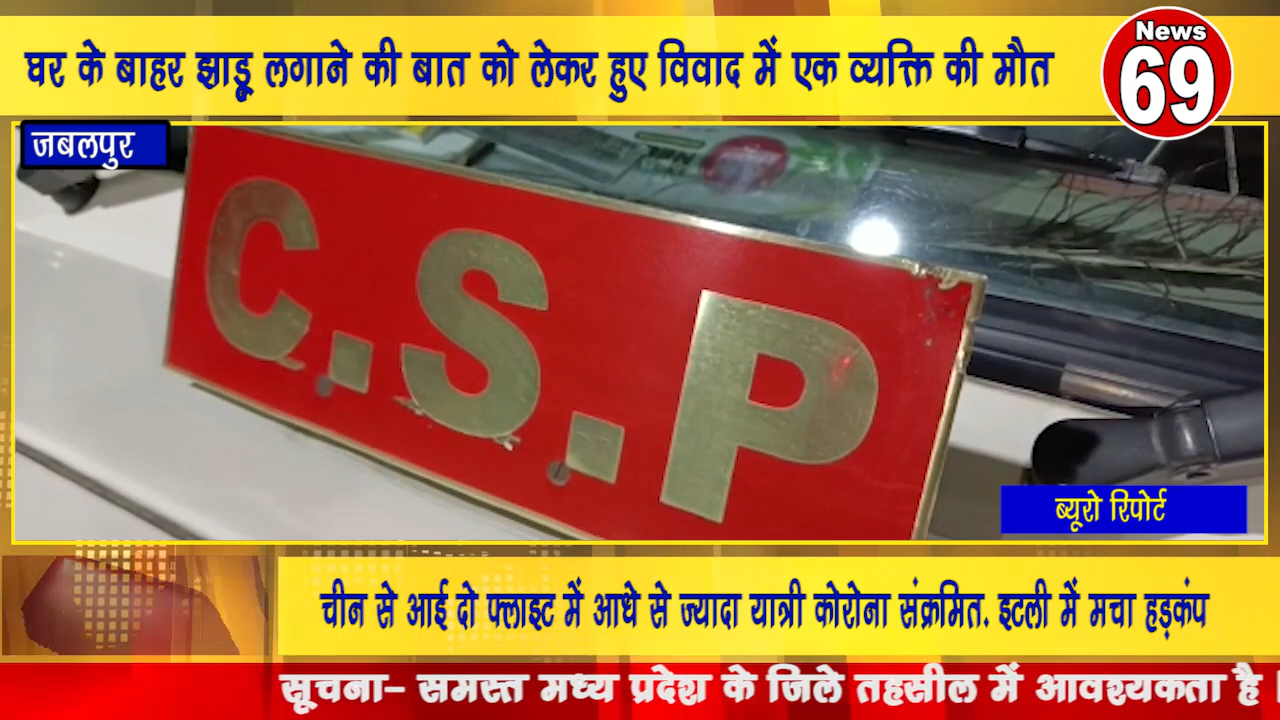 घर के बाहर झाड़ू लगाने की बात को लेकर हुए विवाद में एक व्यक्ति की मौत
News
69
जबलपुर
C.S.P
ब्यूरो रिपोर्ट
चीन से आई दो फ्लाइट में आधे से ज्यादा यात्री कोरोना संक्रमित, इटली में मचा हड़कंप
सूचना- समस्त मध्य प्रदेश के जिले तहसील में आवश्यकता है